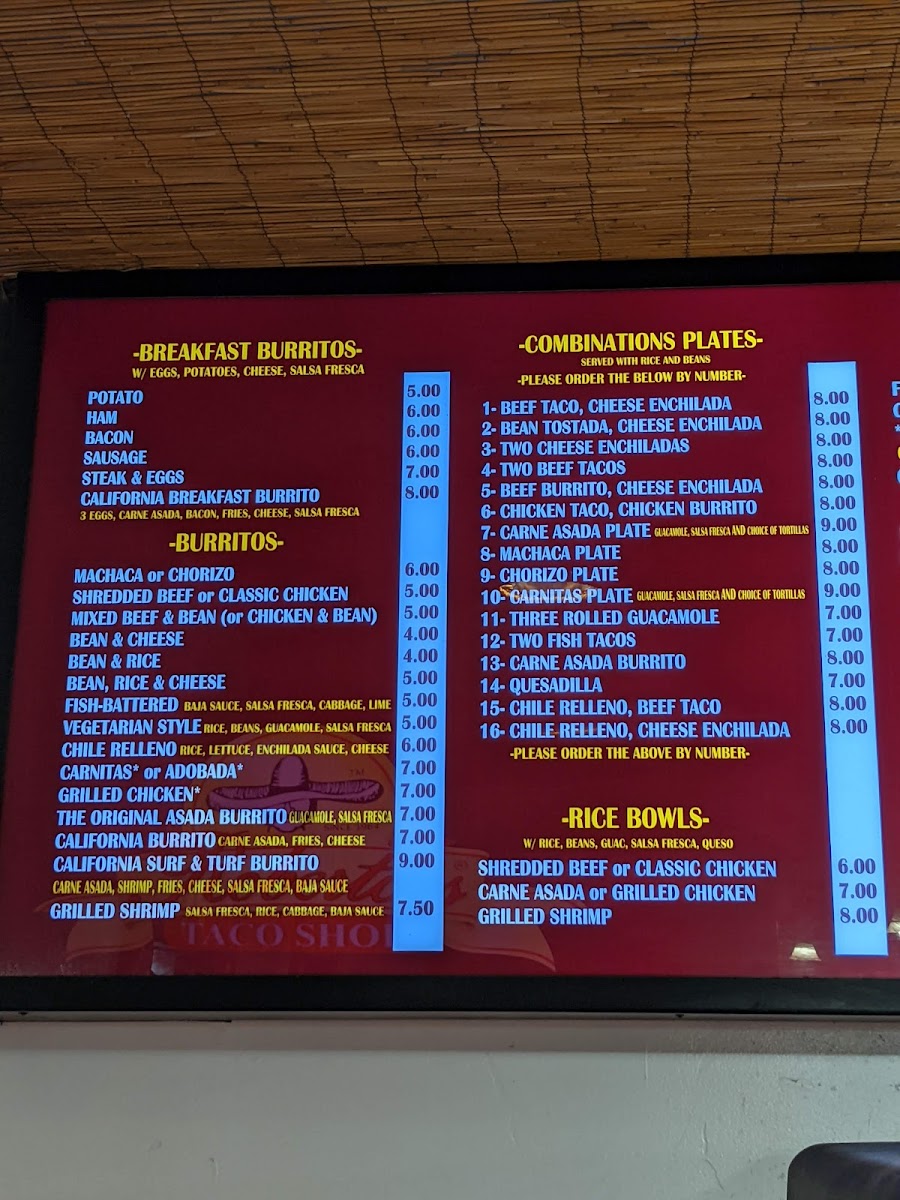 -BREAKFAST BURRITOS-
W/ EGGS, POTATOES, CHEESE, SALSA FRESCA
POTATO 5.00
HAM 6.00
BACON 6.00
SAUSAGE 6.00
STEAK & EGGS 7.00
CALIFORNIA BREAKFAST BURRITO 8.00
3 EGGS, CARNE ASADA, BACON, FRIES, CHEESE, SALSA FRESCA
-BURRITOS-
MACHACA or CHORIZO 6.00
SHREDDED BEEF or CLASSIC CHICKEN 5.00
MIXED BEEF & BEAN (or CHICKEN & BEAN) 5.00
BEAN & CHEESE 4.00
BEAN & RICE 4.00
BEAN, RICE & CHEESE 5.00
FISH-BATTERED BAJA SAUCE, SALSA FRESCA, CABBAGE, LIME 5.00
VEGETARIAN STYLE RICE, BEANS, GUACAMOLE, SALSA FRESCA 5.00
CHILE RELLENO RICE, LETTUCE, ENCHILADA SAUCE, CHEESE 6.00
CARNITAS* or ADOBADA* 7.00
GRILLED CHICKEN* 7.00
THE ORIGINAL ASADA BURRITO GUACAMOLE, SALSA FRESCA 7.00
CALIFORNIA BURRITO CARNE ASADA, FRIES, CHEESE 7.00
CALIFORNIA SURF & TURF BURRITO 9.00
CARNE ASADA, SHRIMP, FRIES, CHEESE, SALSA FRESCA, BAJA SAUCE
GRILLED SHRIMP SALSA FRESCA, RICE, CABBAGE, BAJA SAUCE 7.50
TACO SHOP
-COMBINATIONS PLATES-
SERVED WITH RICE AND BEANS
-PLEASE ORDER THE BELOW BY NUMBER-
1- BEEF TACO, CHEESE ENCHILADA 8.00
2- BEAN TOSTADA, CHEESE ENCHILADA 8.00
3- TWO CHEESE ENCHILADAS 8.00
4- TWO BEEF TACOS 8.00
5- BEEF BURRITO, CHEESE ENCHILADA 8.00
6- CHICKEN TACO, CHICKEN BURRITO 8.00
7- CARNE ASADA PLATE GUACAMOLE, SALSA FRESCA AND CHOICE OF TORTILLAS 9.00
8- MACHACA PLATE 8.00
9- CHORIZO PLATE 8.00
10- CARNITAS PLATE GUACAMOLE, SALSA FRESCA AND CHOICE OF TORTILLAS 9.00
11- THREE ROLLED GUACAMOLE 7.00
12- TWO FISH TACOS 7.00
13- CARNE ASADA BURRITO 8.00
14- QUESADILLA 7.00
15- CHILE RELLENO, BEEF TACO 8.00
16- CHILE RELLENO, CHEESE ENCHILADA 8.00
-PLEASE ORDER THE ABOVE BY NUMBER-
-RICE BOWLS-
W/ RICE, BEANS, GUAC, SALSA FRESCA, QUESO
SHREDDED BEEF or CLASSIC CHICKEN 6.00
CARNE ASADA or GRILLED CHICKEN 7.00
GRILLED SHRIMP 8.00